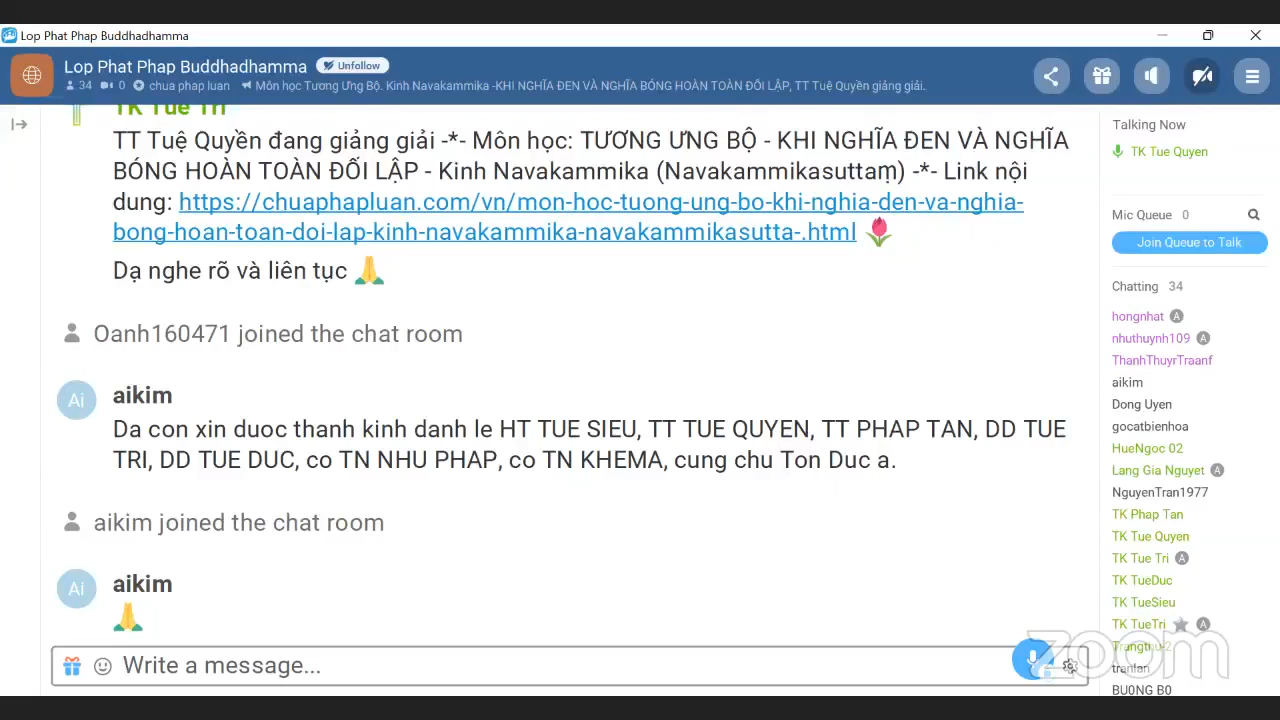 Lop Phat Phap Buddhadhamma
Lop Phat Phap Buddhadhamma Unfollow
34 0 chua phap luan Môn học Tương Ưng Bộ. Kinh Navakammika -KHI NGHĨA ĐEN VÀ NGHĨA BÓNG HOÀN TOÀN ĐỐI LẬP, TT Tuệ Quyền giảng giải.
TK Tue Tri
TT Tuệ Quyền đang giảng giải -*- Môn học: TƯƠNG ƯNG BỘ - KHI NGHĨA ĐEN VÀ NGHĨA
BÓNG HOÀN TOÀN ĐỐI LẬP - Kinh Navakammika (Navakammikasuttaṃ) -*- Link nội
dung: https://chuaphapluan.com/vn/mon-hoc-tuong-ung-bo-khi-nghia-den-va-nghia-
bong-hoan-toan-doi-lap-kinh-navakammika-navakammikasutta-.html
Dạ nghe rõ và liên tục
Oanh160471 joined the chat room
Ai aikim
Da con xin duoc thanh kinh danh le HT TUE SIEU, TT TUE QUYEN, TT PHAP TAN, DD TUE
TRI, DD TUE DUC, co TN NHU PHAP, co TN KHEMA, cung chu Ton Duc a.
aikim joined the chat room
Ai aikim
Write a message...
Talking Now
TK Tue Quyen
Mic Queue 0
Join Queue to Talk
Chatting 34
hongnhat A
nhuthuynh109 A
ThanhThuyrTraanf
aikim
Dong Uyen
gocatbienhoa
HueNgoc 02
Lang Gia Nguyet A
NguyenTran1977
TK Phap Tan
TK Tue Quyen
TK Tue Tri A
TK TueDuc
TK TueSieu
TK TueTri A
Trangthu-2
tranlan
BU0NG B0
zoom